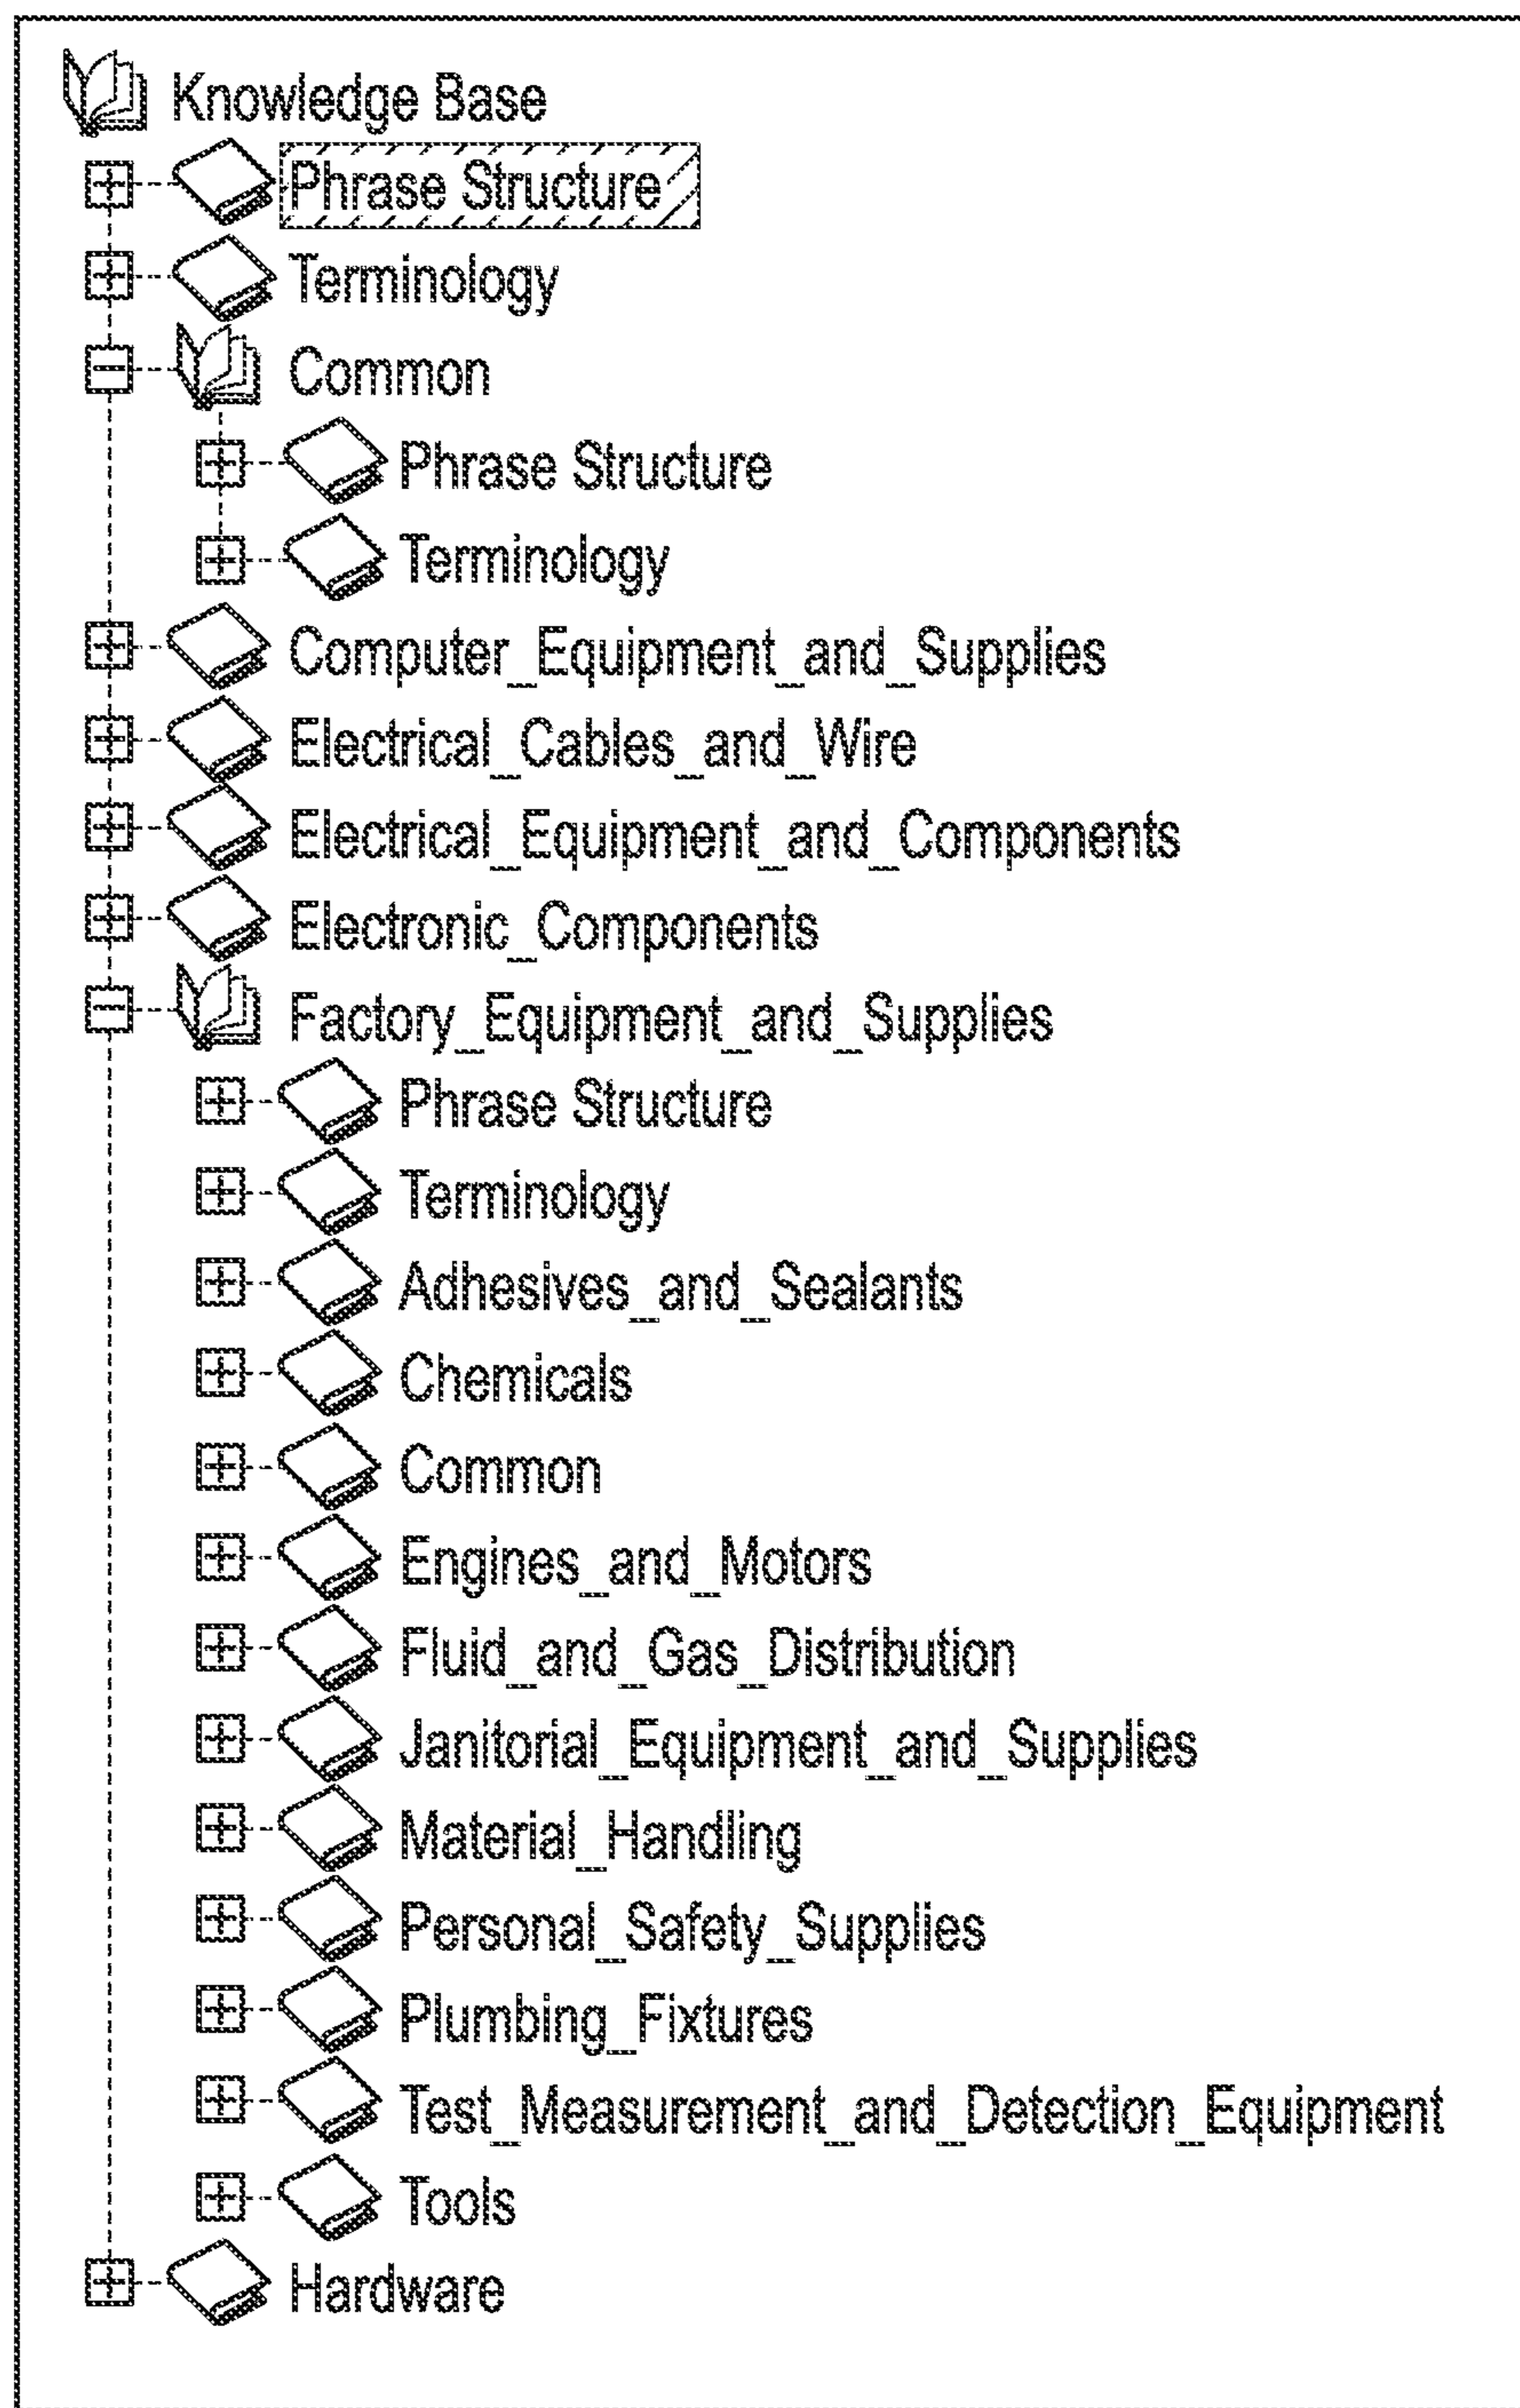 Knowledge Base
Phrase Structure
Terminology
Common
Phrase Structure
Terminology
Computer_Equipment_and_Supplies
Electrical_Cables_and_Wire
Electrical_Equipment_and_Components
Electronic_Components
Factory_Equipment_and_Supplies
Phrase Structure
Terminology
Adhesives_and_Sealants
Chemicals
Common
Engines_and_Motors
Fluid_and_Gas_Distribution
Janitorial_Equipment_and_Supplies
Material_Handling
Personal_Safety_Supplies
Plumbing_Fixtures
Test_Measurement_and_Detection_Equipment
Tools
Hardware